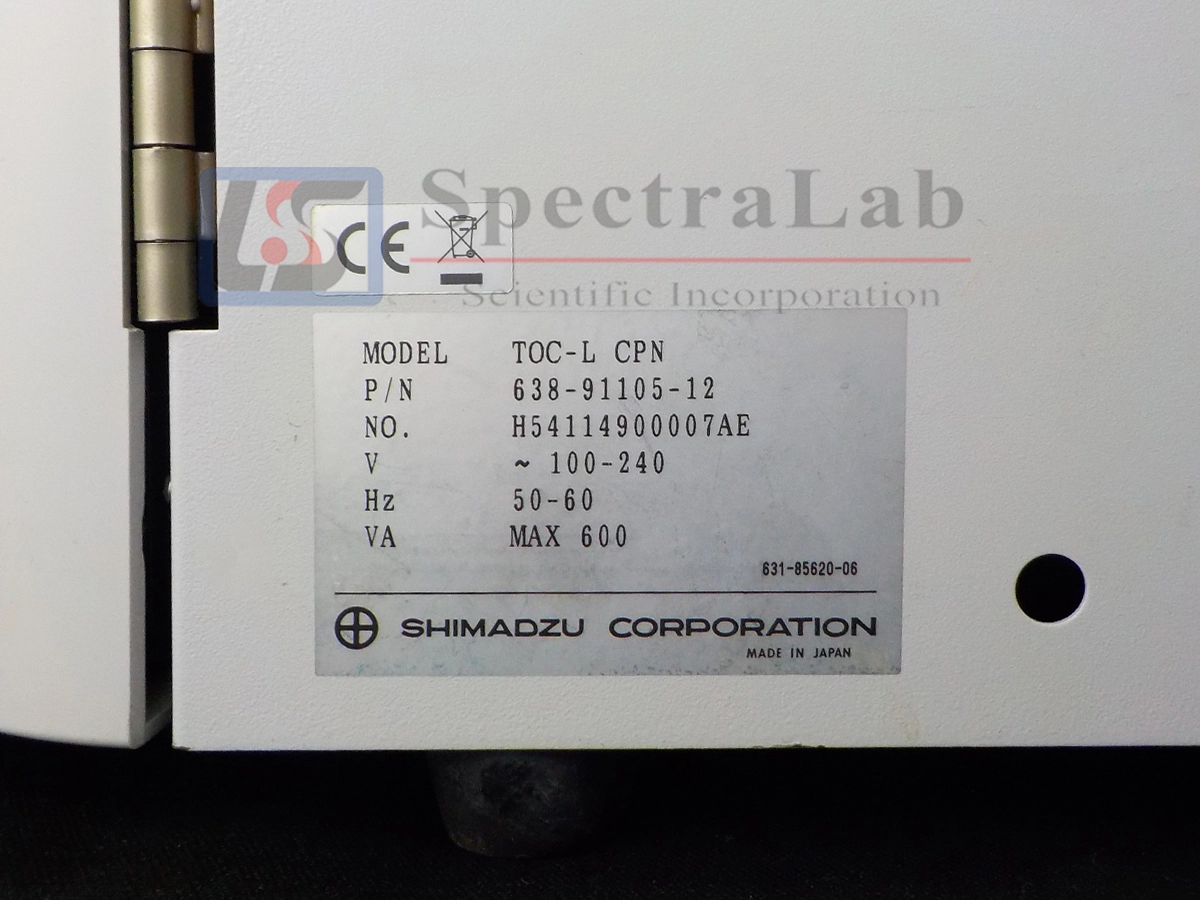 SpectraLab
Scientific Incorporation
CE
MODEL TOC-L CPN
P/N 638-91105-12
NO. H54114900007AE
V ~ 100-240
Hz 50-60
VA MAX 600
631-85620-06
SHIMADZU CORPORATION
MADE IN JAPAN